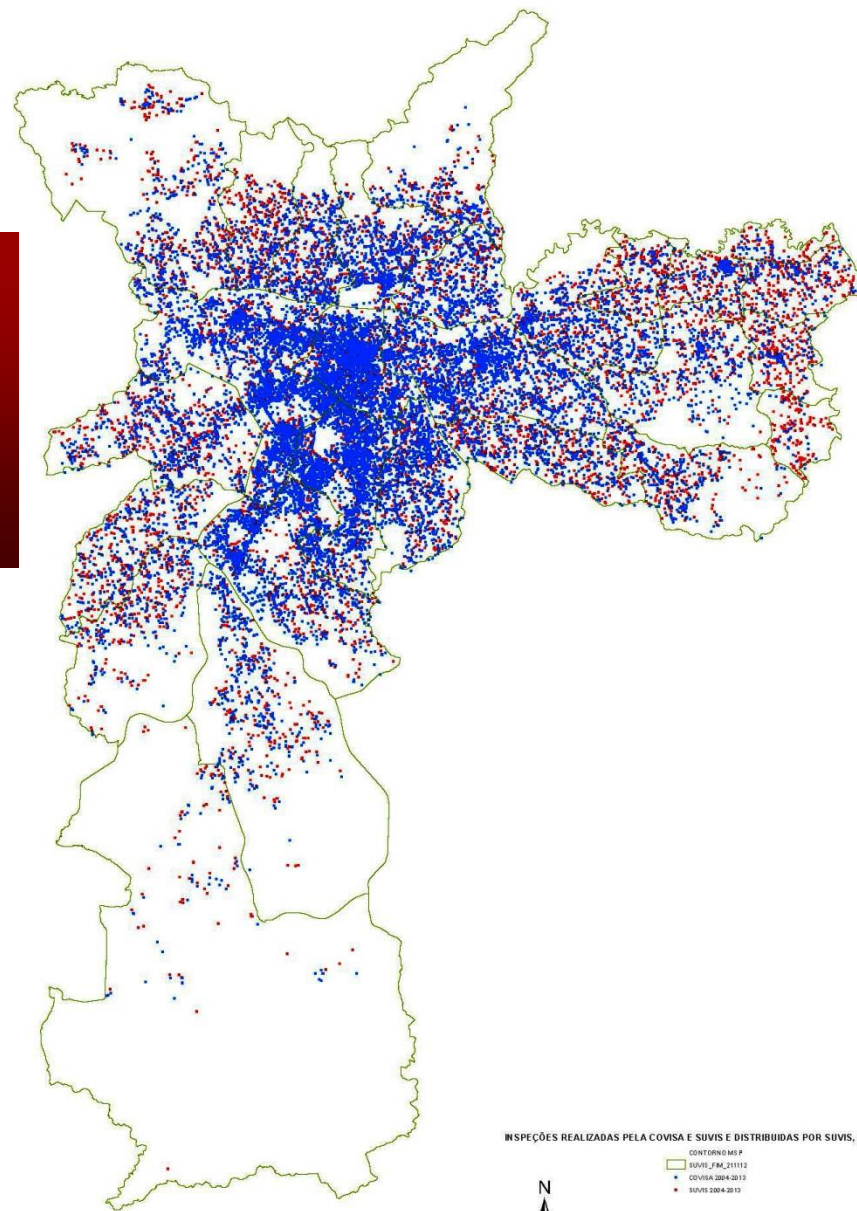 INSPEÇÕES REALIZADAS PELA COVISA E SUVIS E DISTRIBUIDAS POR SUVIS,
CONTORNO MSP
SUVIS_FIM_211112
COVISA 2004-2013
SUVIS 2004-2013
N